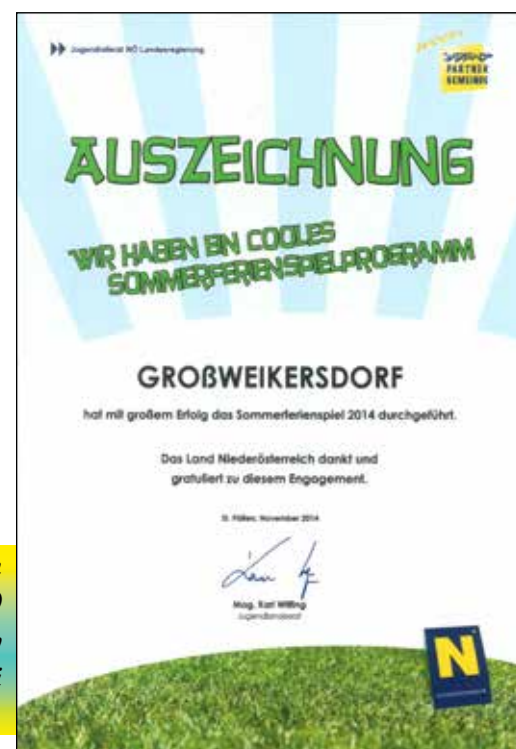 Jugendreferat NÖ Landesregierung
JUGEND-
PARTNER
GEMEINDE
AUSZEICHNUNG
WIR HABEN EIN COOLES
SOMMERFERIENSPIELPROGRAMM
GROßWEIKERSDORF
hat mit großem Erfolg das Sommerferienspiel 2014 durchgeführt.
Das Land Niederösterreich dankt und
gratuliert zu diesem Engagement.
St. Pölten, November 2014
Mag. Karl Wilfing
Jugendlandesrat
N